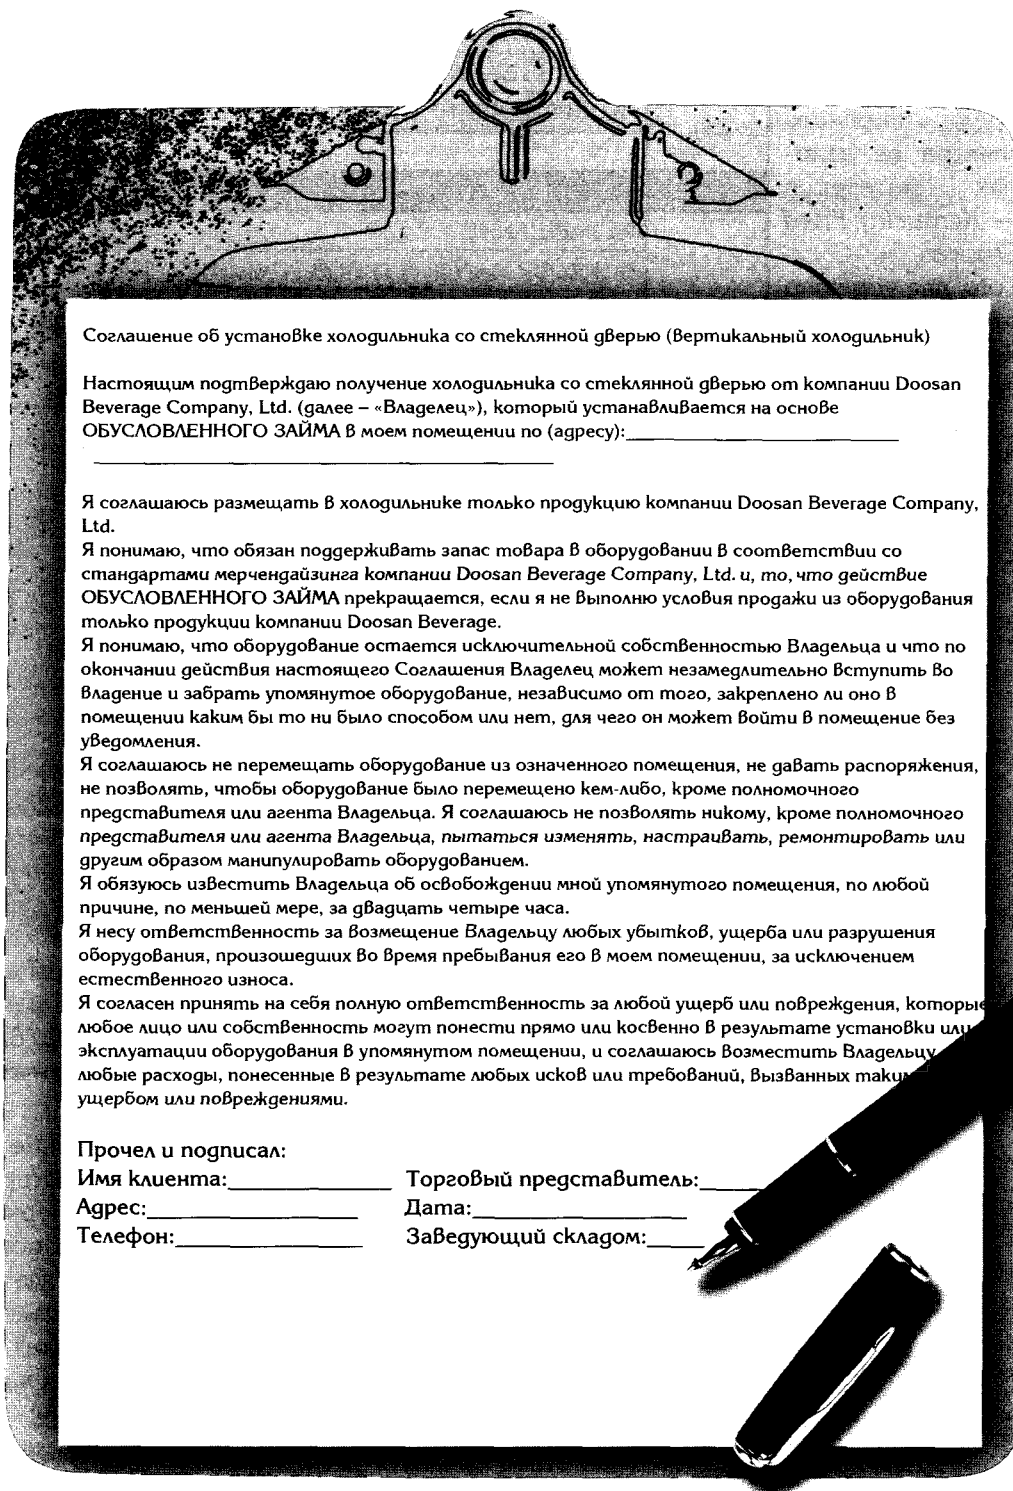 Соглашение об установке холодильника со стеклянной дверью (Вертикальный холодильник)
Настоящим подтверждаю получение холодильника со стеклянной дверью от компании Doosan
Beverage Company, Ltd. (далее – «Владелец»), который устанавливается на основе
ОБУСЛОВЛЕННОГО ЗАЙМА в моем помещении по (адресу):____________________
____________________
Я соглашаюсь размещать в холодильнике только продукцию компании Doosan Beverage Company,
Ltd.
Я понимаю, что обязан поддерживать запас товара в оборудовании в соответствии со
стандартами мерчендайзинга компании Doosan Beverage Company, Ltd. и, то, что действие
ОБУСЛОВЛЕННОГО ЗАЙМА прекращается, если я не выполню условия продажи из оборудования
только продукции компании Doosan Beverage.
Я понимаю, что оборудование остается исключительной собственностью Владельца и что по
окончании действия настоящего Соглашения Владелец может незамедлительно вступить во
владение и забрать упомянутое оборудование, независимо от того, закреплено ли оно в
помещении каким бы то ни было способом или нет, для чего он может войти в помещение без
уведомления.
Я соглашаюсь не перемещать оборудование из означенного помещения, не давать распоряжения,
не позволять, чтобы оборудование было перемещено кем-либо, кроме полномочного
представителя или агента Владельца. Я соглашаюсь не позволять никому, кроме полномочного
представителя или агента Владельца, пытаться изменять, настраивать, ремонтировать или
другим образом манипулировать оборудованием.
Я обязуюсь известить Владельца об освобождении мной упомянутого помещения, по любой
причине, по меньшей мере, за двадцать четыре часа.
Я несу ответственность за возмещение Владельцу любых убытков, ущерба или разрушения
оборудования, произошедших во время пребывания его в моем помещении, за исключением
естественного износа.
Я согласен принять на себя полную ответственность за любой ущерб или повреждения, которые
любое лицо или собственность могут понести прямо или косвенно в результате установки или
эксплуатации оборудования в упомянутом помещении, и соглашаюсь возместить Владельцу
любые расходы, понесенные в результате любых исков или требований, вызванных таким
ущербом или повреждениями.
Прочел и подписал:
Имя клиента:____________ Торговый представитель:_____
Адрес:________________ Дата:________________
Телефон:______________ Заведующий складом:____